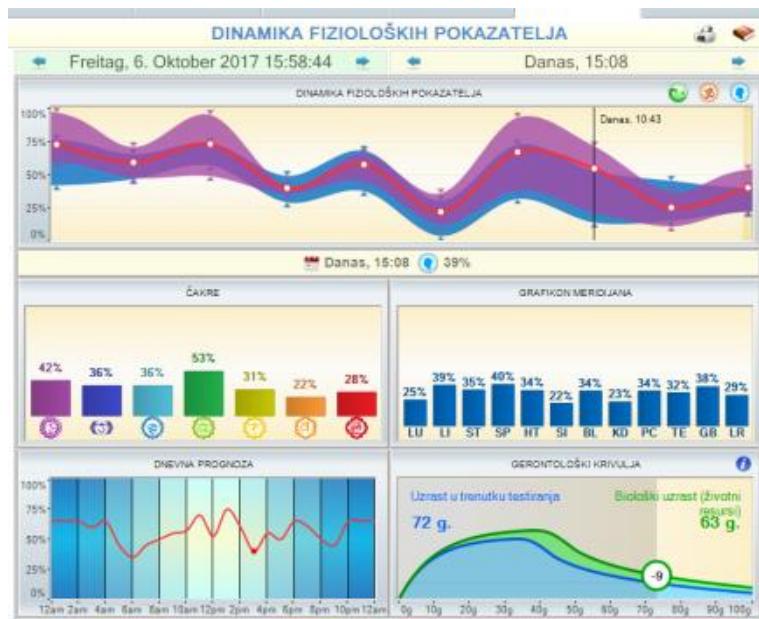 DINAMIKA FIZIOLOŠKIH POKAZATELJA
Freitag, 6. Oktober 2017 15:58:44
Danas, 15:08
DINAMIKA FIZIOLOŠKIH POKAZATELJA
100%
75%
50%
25%
0%
Danas, 10:43
Danas, 15:08 39%
ČAKRE
42% 36% 36% 53% 31% 22% 28%
GRAFIKON MERIDIJANA
25% 39% 35% 40% 34% 22% 34% 23% 34% 32% 38% 29%
LU LI ST SP HT SI BL KD PC TE GB LR
DNEVNA PROGNOZA
100%
75%
50%
25%
0%
12am 2am 4am 6am 8am 10am 12pm 2pm 4pm 6pm 8pm 10pm 12am
GERONTOLOŠKI KRIVULJA
Uzrast u trenutku testiranja
72 g.
Biološki uzrast (životni
resursi)
63 g.
-9
0g 10g 20g 30g 40g 50g 60g 70g 80g 90g 100g